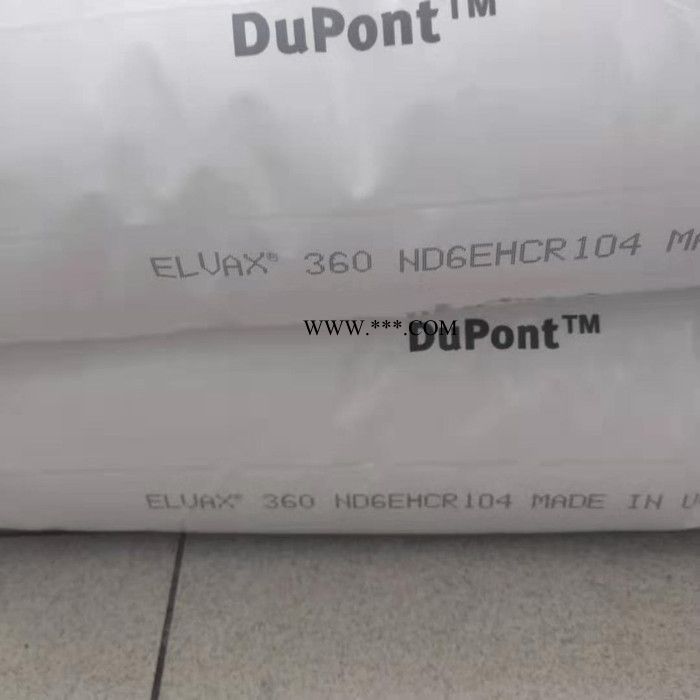 DuPont™
ELVAX® 360 ND6EHCR104
WWW.***.COM
DuPont™
ELVAX® 360 ND6EHCR104 MADE IN